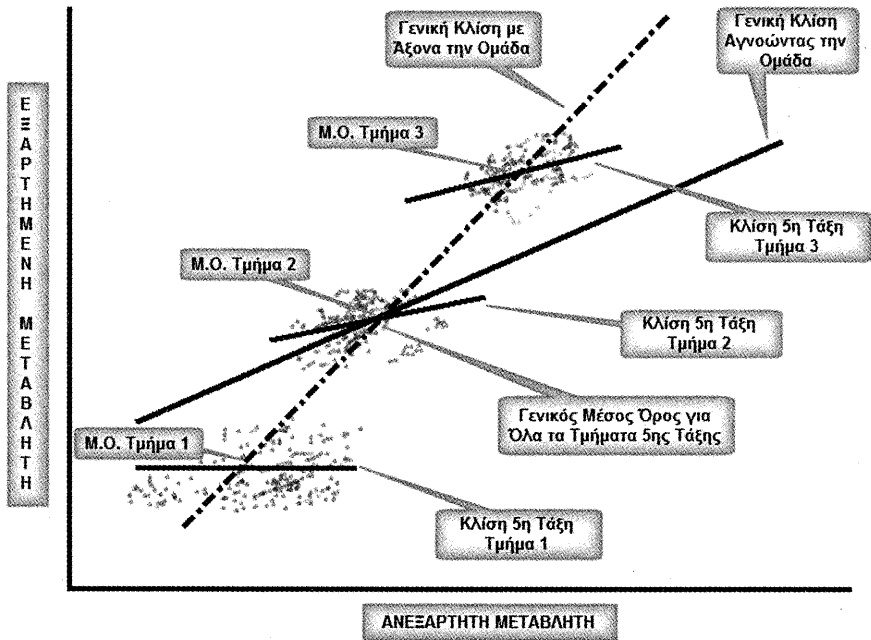 Γενική Κλίση με
Άξονα την Ομάδα
Γενική Κλίση
Αγνοώντας την
Ομάδα
Μ.Ο. Τμήμα 3
ΕΞΑΡΤΗΜΕΝΗ ΜΕΤΑΒΛΗΤΗ
Κλίση 5η Τάξη
Τμήμα 3
Μ.Ο. Τμήμα 2
Κλίση 5η Τάξη
Τμήμα 2
Γενικός Μέσος Όρος για
Όλα τα Τμήματα 5ης Τάξης
Μ.Ο. Τμήμα 1
Κλίση 5η Τάξη
Τμήμα 1
ΑΝΕΞΑΡΤΗΤΗ ΜΕΤΑΒΛΗΤΗ